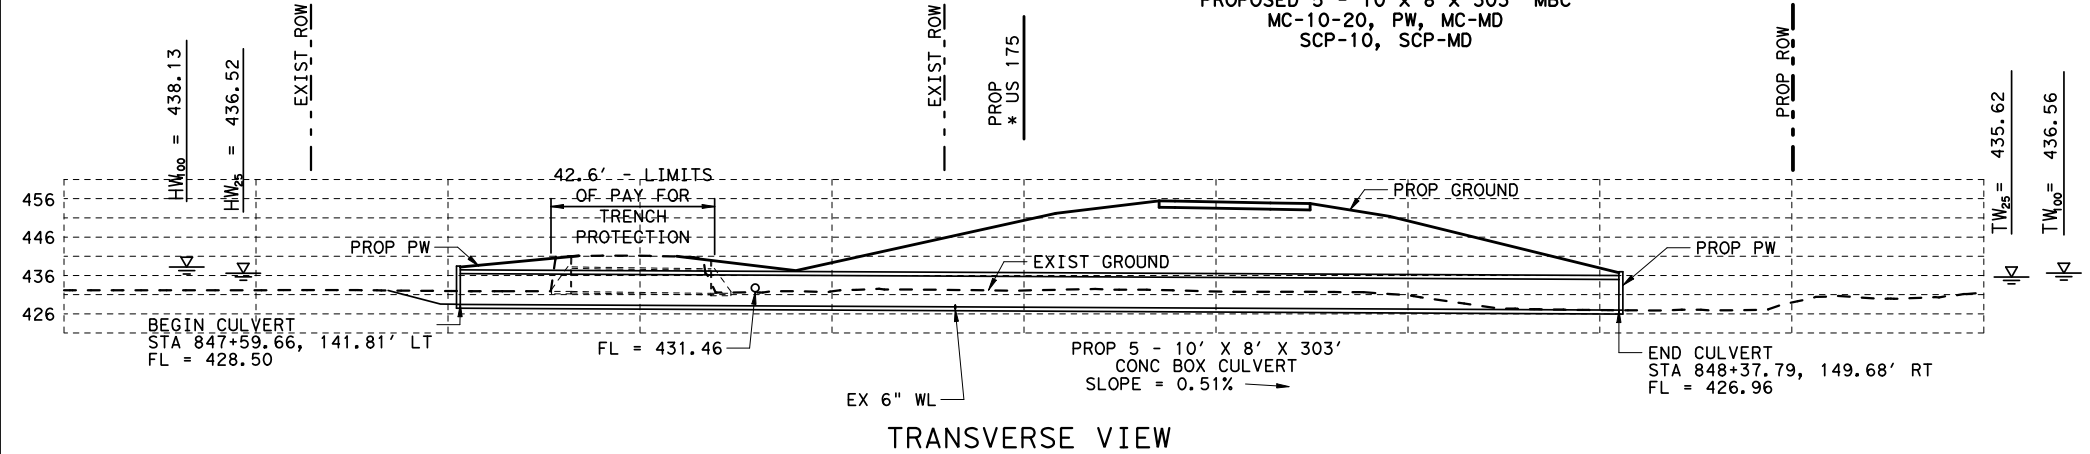 PROPOSED 5 - 10' X 8' X 303' MBC
MC-10-20, PW, MC-MD
SCP-10, SCP-MD
HW100 = 438.13
HW25 = 436.52
EXIST ROW
EXIST ROW
PROP
* US 175
PROP ROW
TW25= 435.62
TW100= 436.56
42.6' - LIMITS
OF PAY FOR
TRENCH
PROTECTION
456
446
436
426
PROP PW
PROP GROUND
EXIST GROUND
PROP PW
BEGIN CULVERT
STA 847+59.66, 141.81' LT
FL = 428.50
FL = 431.46
EX 6" WL
PROP 5 - 10' X 8' X 303'
CONC BOX CULVERT
SLOPE = 0.51%
END CULVERT
STA 848+37.79, 149.68' RT
FL = 426.96
TRANSVERSE VIEW